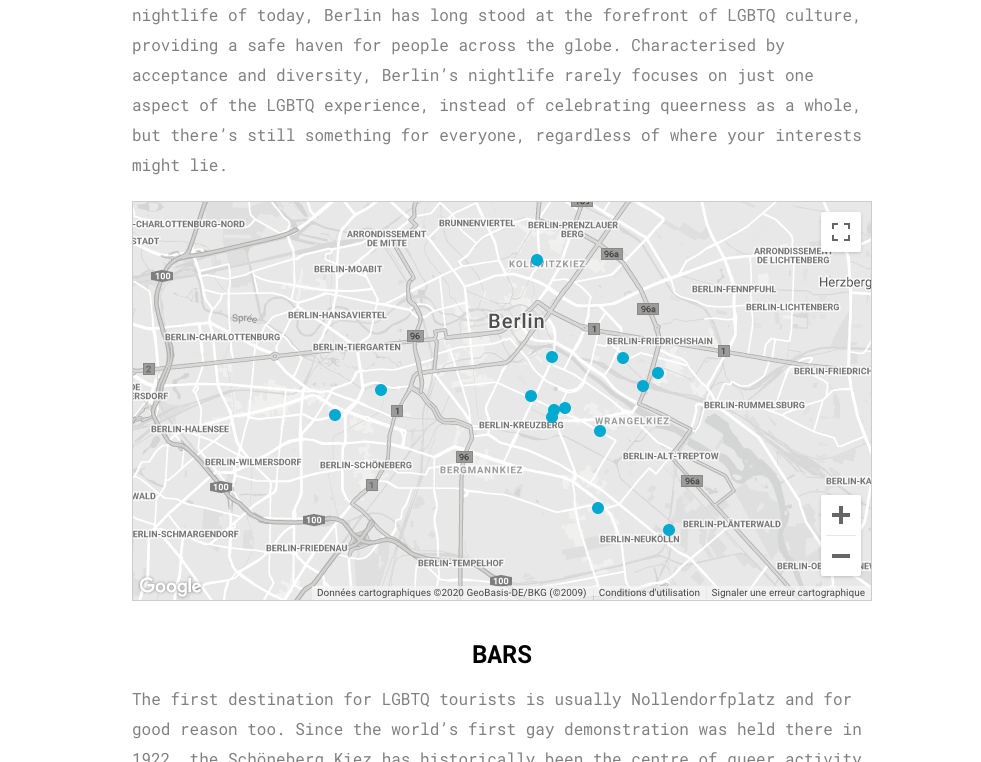 nightlife of today, Berlin has long stood at the forefront of LGBTQ culture,
providing a safe haven for people across the globe. Characterised by
acceptance and diversity, Berlin’s nightlife rarely focuses on just one
aspect of the LGBTQ experience, instead of celebrating queerness as a whole,
but there’s still something for everyone, regardless of where your interests
might lie.
-CHARLOTTENBURG-NORD
STADT
ARRONDISSEMENT
DE MITTE
BRUNNENVIERTEL
BERLIN-PRENZLAUER
BERG
ARRONDISSEMENT
DE LICHTENBERG
KOLLWITZKIEZ
96a
100
BERLIN-MOABIT
Herzberg
BERLIN-FENNPFUHL
BERLIN-LICHTENBERG
96a
Sprée
BERLIN-HANSAVIERTEL
Berlin
1
BERLIN-CHARLOTTENBURG
96
BERLIN-TIERGARTEN
BERLIN-FRIEDRICHSHAIN
1
2
BERLIN-FRIEDRICH
DE
ERSDORF
BERLIN-RUMMELSBURG
1
BERLIN-HALENSEE
BERLIN-KREUZBERG
WRANGELKIEZ
BERLIN-WILMERSDORF
BERLIN-SCHÖNEBERG
96
BERGMANNKIEZ
BERLIN-ALT-TREPTOW
100
1
96a
BERLIN-KA
WALD
100
BERLIN-PLÄNTERWALD
ERLIN-SCHMARGENDORF
BERLIN-FRIEDENAU
BERLIN-NEUKÖLLN
BERLIN-TEMPELHOF
100
Google
Données cartographiques ©2020 GeoBasis-DE/BKG (©2009)
Conditions d'utilisation
Signaler une erreur cartographique
BARS
The first destination for LGBTQ tourists is usually Nollendorfplatz and for
good reason too. Since the world’s first gay demonstration was held there in
1922, the Schöneberg Kiez has historically been the centre of queer activity